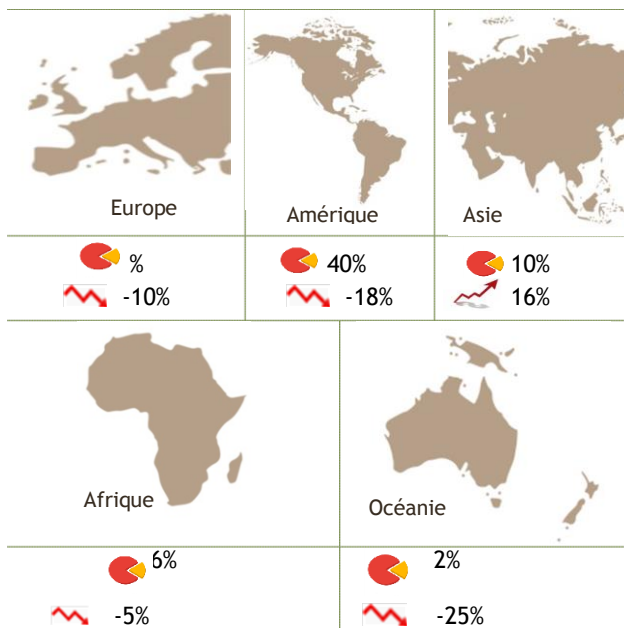 Europe
Amérique
Asie
%
40%
10%
-10%
-18%
16%
Afrique
Océanie
6%
2%
-5%
-25%